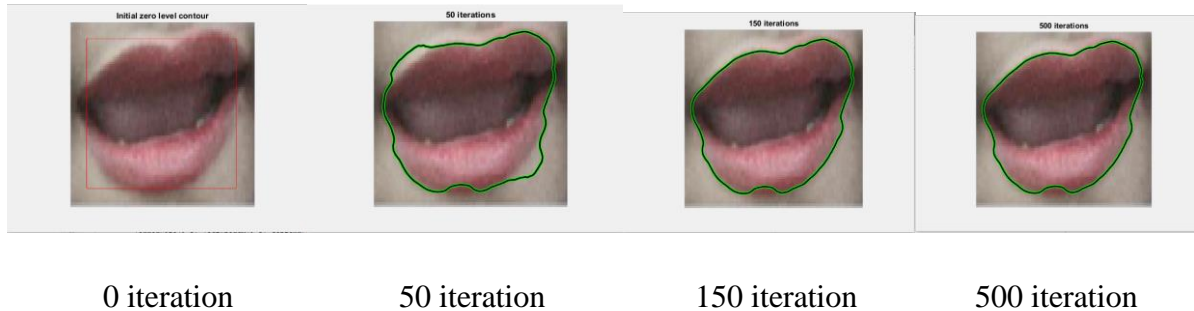 Initial zero level contour
50 iterations
150 iterations
500 iterations
0 iteration
50 iteration
150 iteration
500 iteration